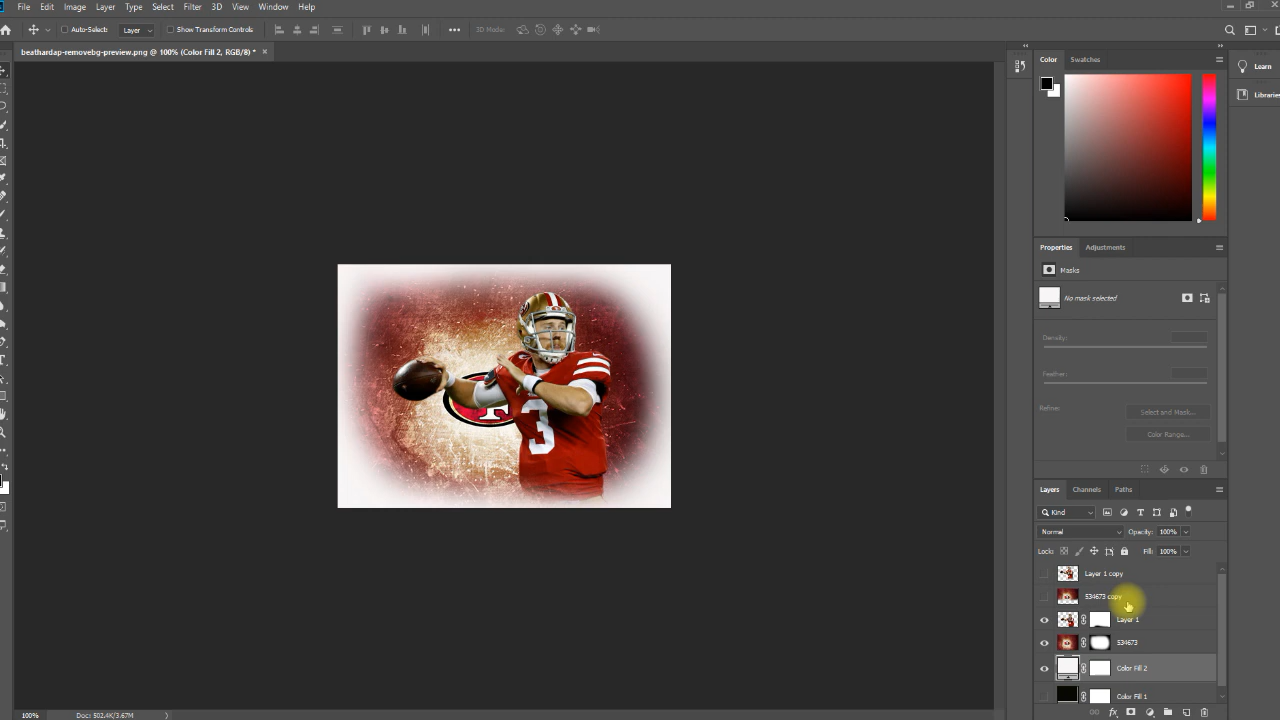 File Edit Image Layer Type Select Filter 3D View Window Help
Auto-Select: Layer Show Transform Controls 3D Mode:
beathardap-removebg-preview.png @ 100% (Color Fill 2, RGB/8) *
Color Swatches
Learn
Libraries
Properties Adjustments
Masks
No mask selected
Density:
Feather:
Refine:
Select and Mask...
Color Range...
3
Layers Channels Paths
Kind
Normal Opacity: 100%
Locks Fill: 100%
Layer 1 copy
534673 copy
Layer 1
534673
Color Fill 2
Color Fill 1
fx
100% Doc: 502.4K/3.67M